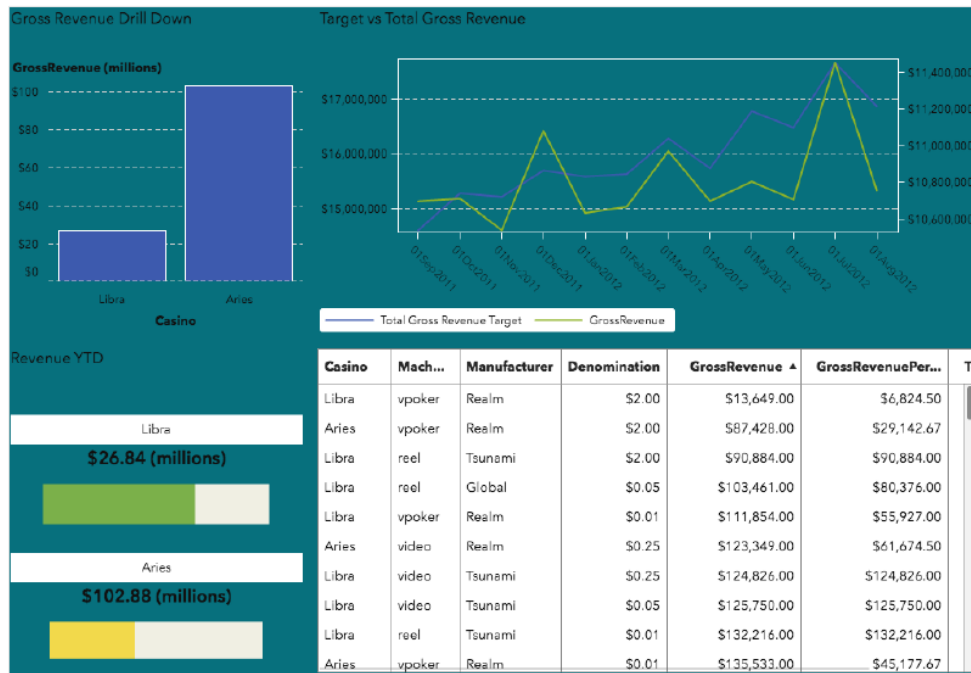 Gross Revenue Drill Down
GrossRevenue (millions)
$100
$80
$60
$40
$20
$0
Libra Aries
Casino
Target vs Total Gross Revenue
$17,000,000
$16,000,000
$15,000,000
$11,400,000
$11,200,000
$11,000,000
$10,800,000
$10,600,000
01Sep2011 01Oct2011 01Nov2011 01Dec2011 01Jan2012 01Feb2012 01Mar2012 01Apr2012 01May2012 01Jun2012 01Jul2012 01Aug2012
Total Gross Revenue Target GrossRevenue
Revenue YTD
Libra
$26.84 (millions)
Aries
$102.88 (millions)
Casino Mach... Manufacturer Denomination GrossRevenue ▲ GrossRevenuePer... T
Libra vpoker Realm $2.00 $13,649.00 $6,824.50
Aries vpoker Realm $2.00 $87,428.00 $29,142.67
Libra reel Tsunami $2.00 $90,884.00 $90,884.00
Libra reel Global $0.05 $103,461.00 $80,376.00
Libra vpoker Realm $0.01 $111,854.00 $55,927.00
Aries video Realm $0.25 $123,349.00 $61,674.50
Libra video Tsunami $0.25 $124,826.00 $124,826.00
Libra video Tsunami $0.05 $125,750.00 $125,750.00
Libra reel Tsunami $0.01 $132,216.00 $132,216.00
Aries vpoker Realm $0.01 $135,533.00 $45,177.67